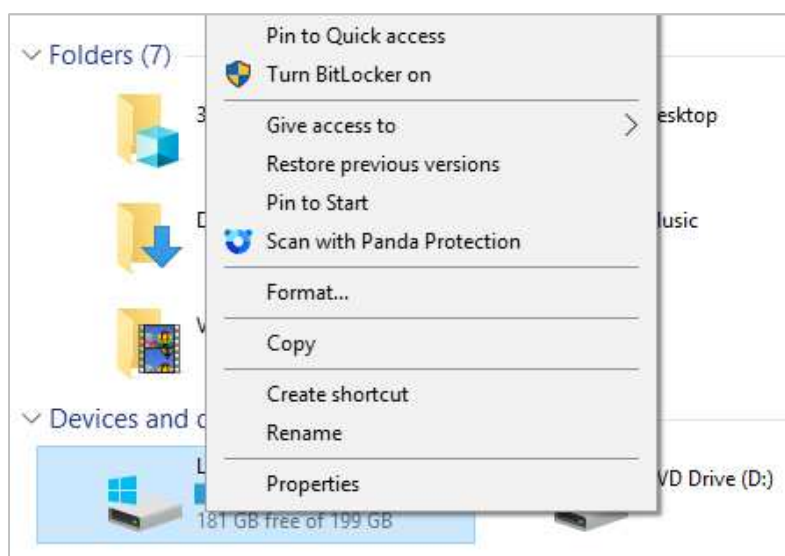 Folders (7)
Pin to Quick access
Turn BitLocker on
3
esktop
Give access to
Restore previous versions
Pin to Start
D
usic
Scan with Panda Protection
Format...
V
Copy
Create shortcut
Devices and d
Rename
L
Properties
VD Drive (D:)
181 GB free of 199 GB